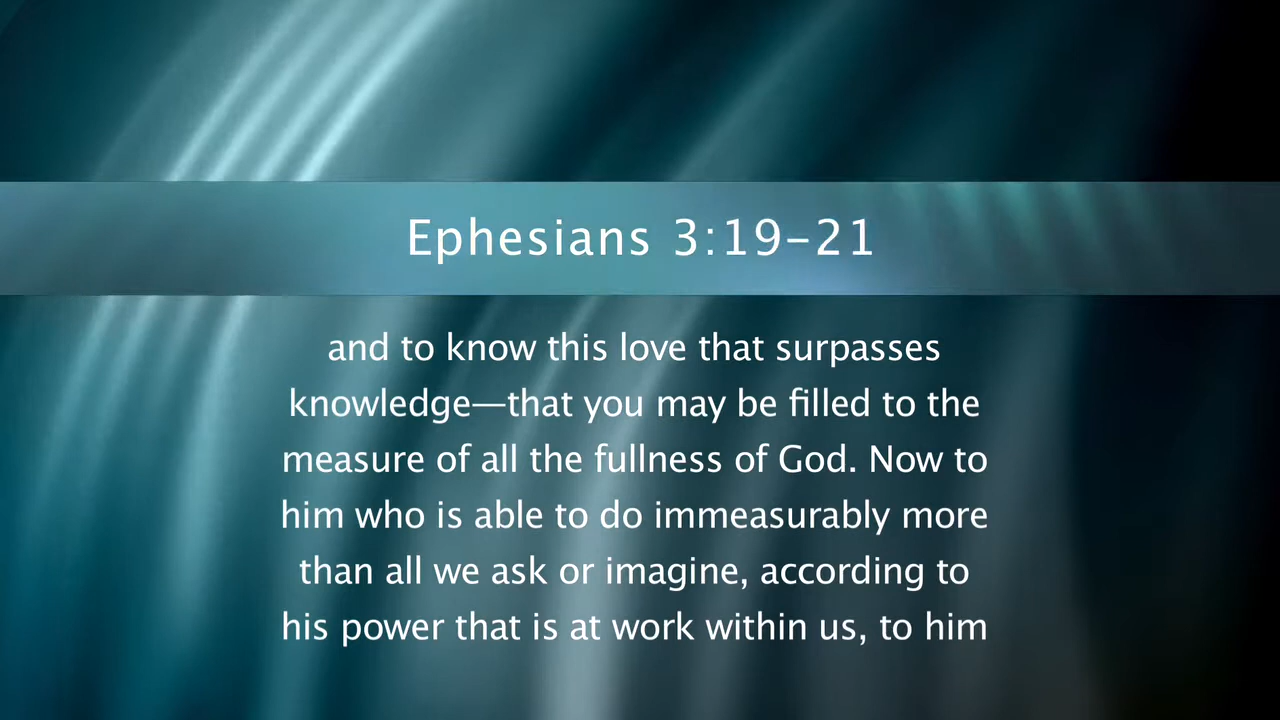 Ephesians 3:19-21
and to know this love that surpasses
knowledge—that you may be filled to the
measure of all the fullness of God. Now to
him who is able to do immeasurably more
than all we ask or imagine, according to
his power that is at work within us, to him